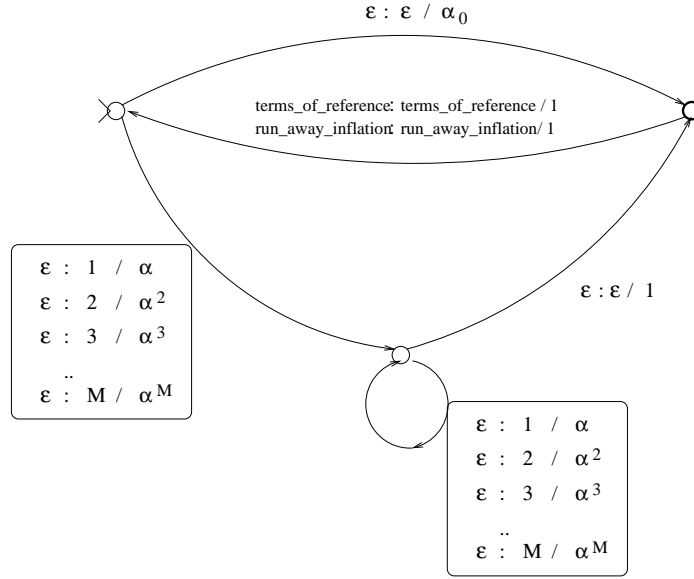 ε : ε / α₀
terms_of_reference: terms_of_reference / 1
run_away_inflation: run_away_inflation/ 1
ε : 1 / α
ε : 2 / α²
ε : 3 / α³
..
ε : M / αᴹ
ε : ε / 1
ε : 1 / α
ε : 2 / α²
ε : 3 / α³
..
ε : M / αᴹ